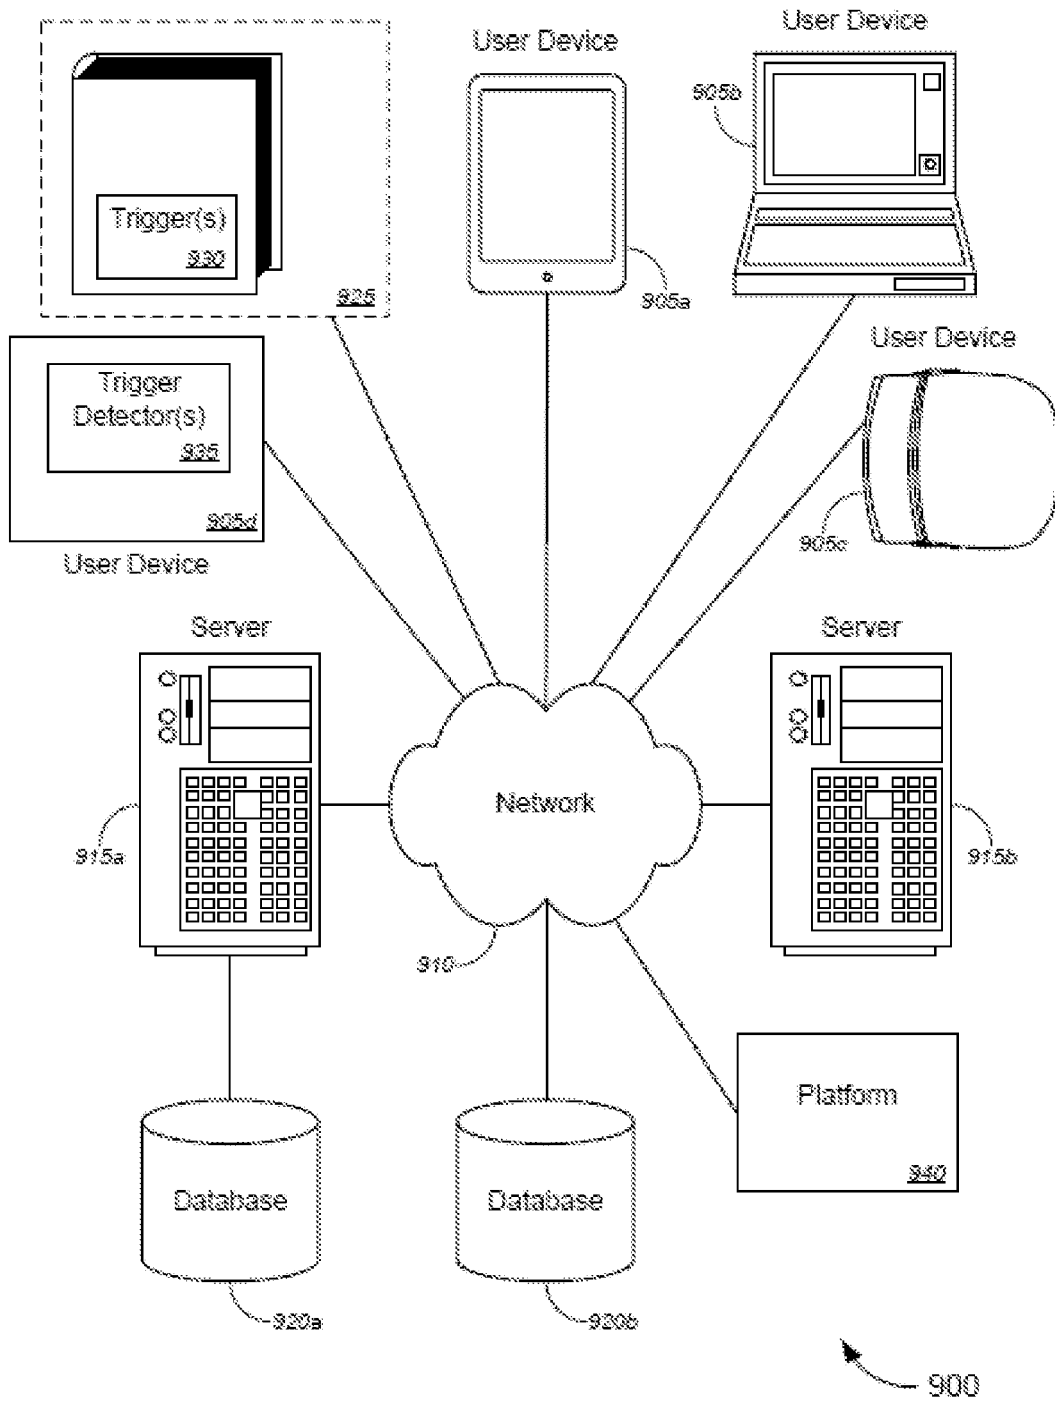 User Device
User Device
905b
Trigger(s)
930
925
905a
User Device
Trigger
Detector(s)
935
905d
905c
User Device
Server
Server
Network
915a
915b
910
Platform
940
Database
Database
920a
920b
900